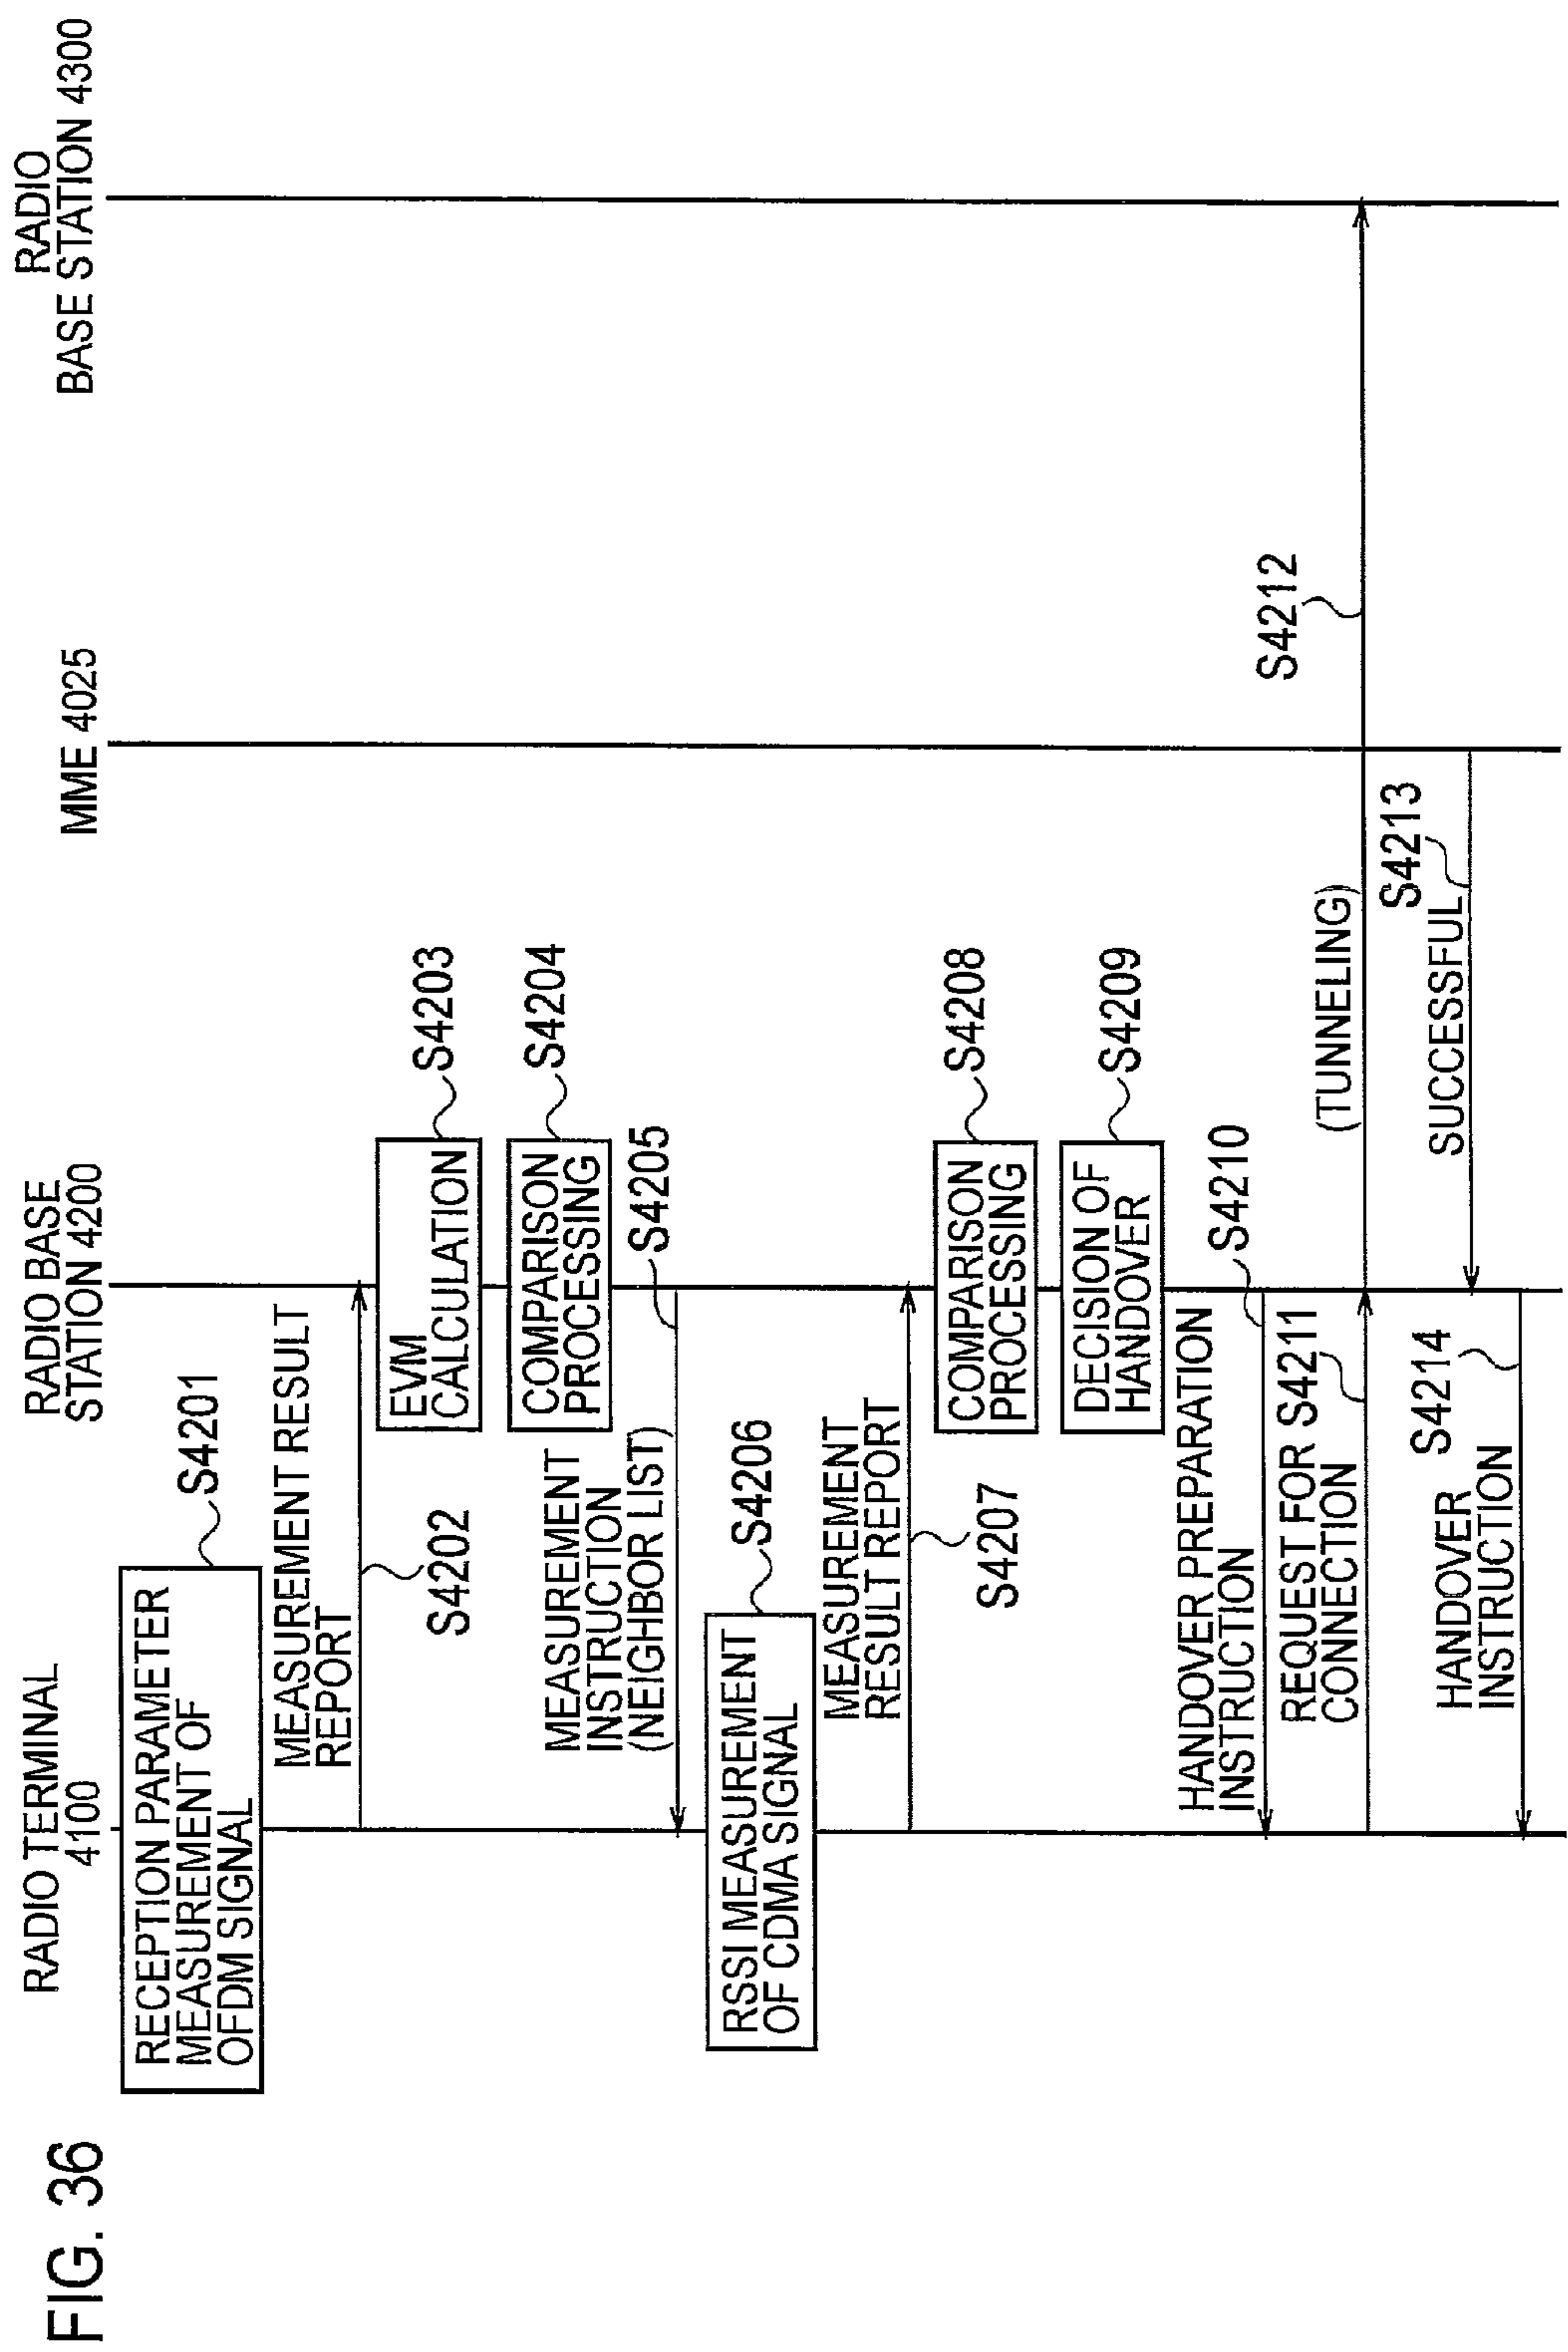 FIG. 36
RADIO TERMINAL
4100
RADIO BASE
STATION 4200
MME 4025
RADIO
BASE STATION 4300
RECEPTION PARAMETER
MEASUREMENT OF
OFDM SIGNAL
S4201
MEASUREMENT RESULT
REPORT
S4202
EVM
CALCULATION
S4203
COMPARISON
PROCESSING
S4204
MEASUREMENT
INSTRUCTION
(NEIGHBOR LIST)
S4205
RSSI MEASUREMENT
OF CDMA SIGNAL
S4206
MEASUREMENT
RESULT REPORT
S4207
COMPARISON
PROCESSING
S4208
DECISION OF
HANDOVER
S4209
HANDOVER PREPARATION
INSTRUCTION
S4210
REQUEST FOR S4211
CONNECTION
(TUNNELING)
S4212
S4213
SUCCESSFUL
S4214
HANDOVER
INSTRUCTION